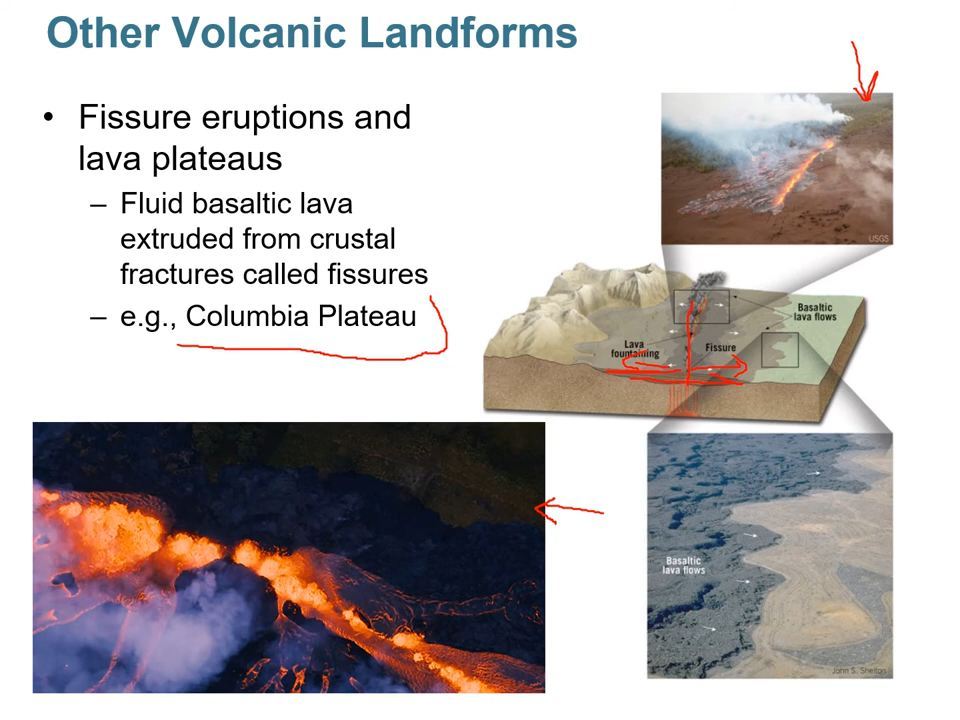 Other Volcanic Landforms
• Fissure eruptions and
lava plateaus
– Fluid basaltic lava
extruded from crustal
fractures called fissures
– e.g., Columbia Plateau
USGS
Basaltic
lava flows
Lava
fountaining
Fissure
Basaltic
lava flows
John S. Shelton